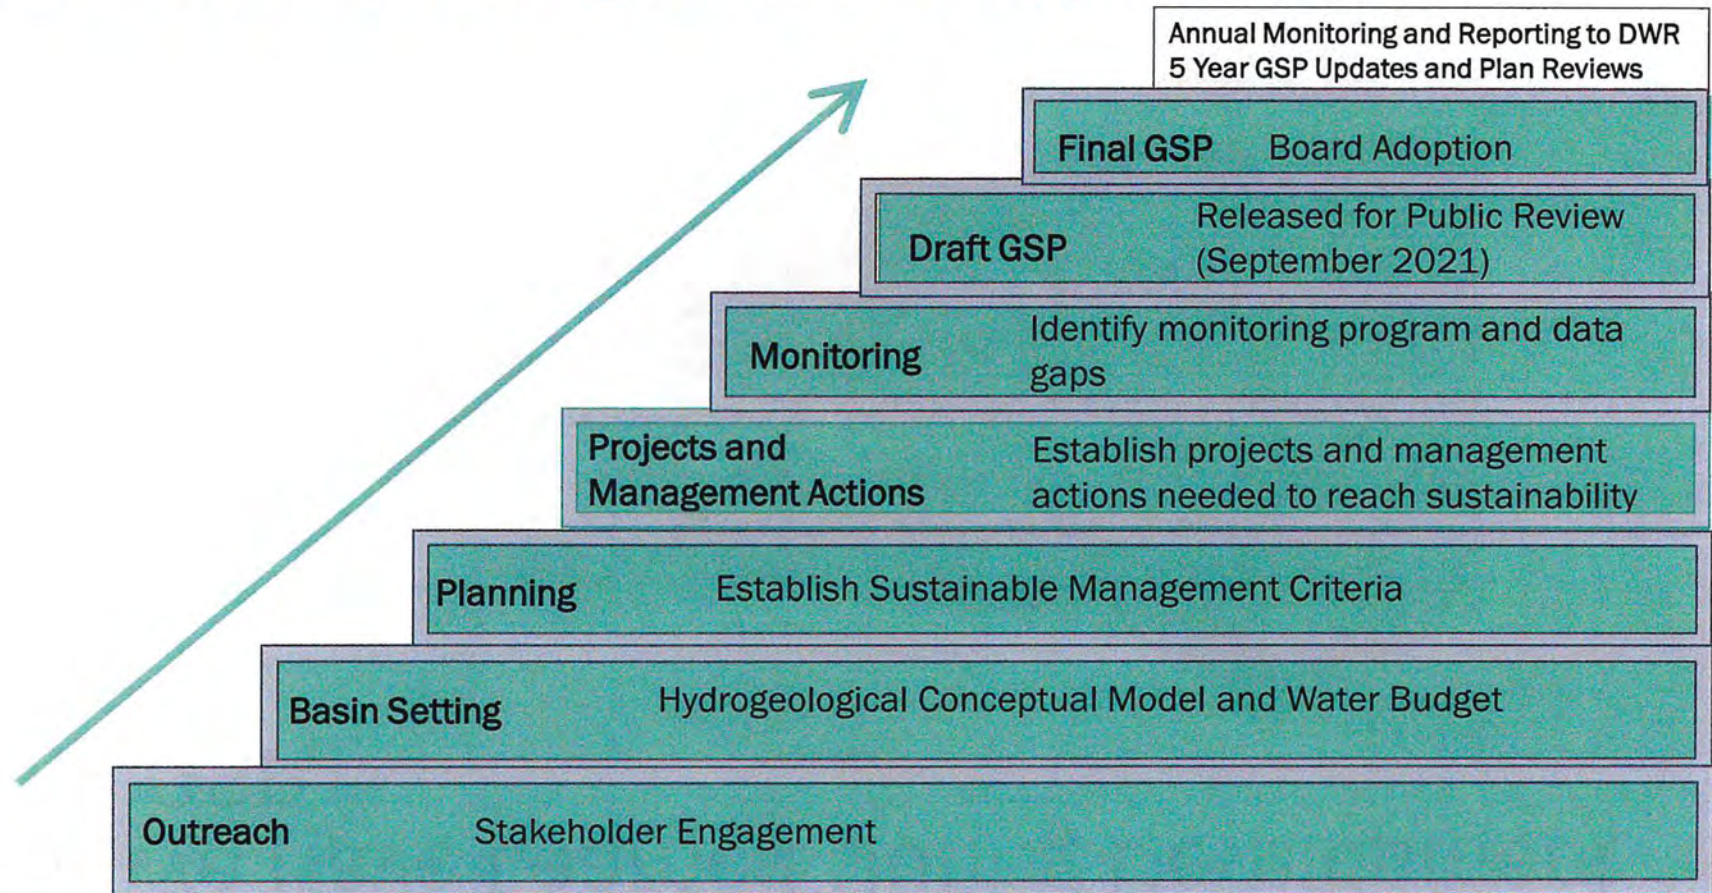 Annual Monitoring and Reporting to DWR
5 Year GSP Updates and Plan Reviews
Final GSP Board Adoption
Draft GSP Released for Public Review
(September 2021)
Monitoring Identify monitoring program and data
gaps
Projects and Establish projects and management
Management Actions actions needed to reach sustainability
Planning Establish Sustainable Management Criteria
Basin Setting Hydrogeological Conceptual Model and Water Budget
Outreach Stakeholder Engagement